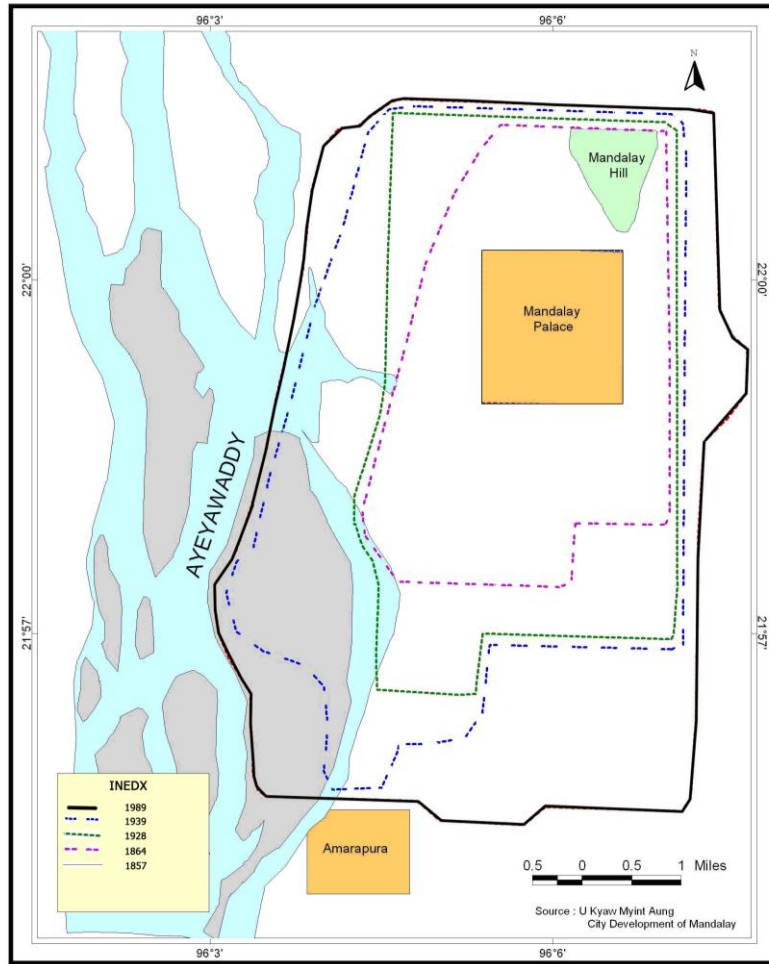 96°3'
96°6'
N
Mandalay
Hill
22°00'
22°00'
Mandalay
Palace
AYEYAWADDY
21°57'
21°57'
INEDX
1989
1939
1928
1864
1857
Amarapura
0.5 0 0.5 1 Miles
Source : U Kyaw Myint Aung
City Development of Mandalay
96°3'
96°6'